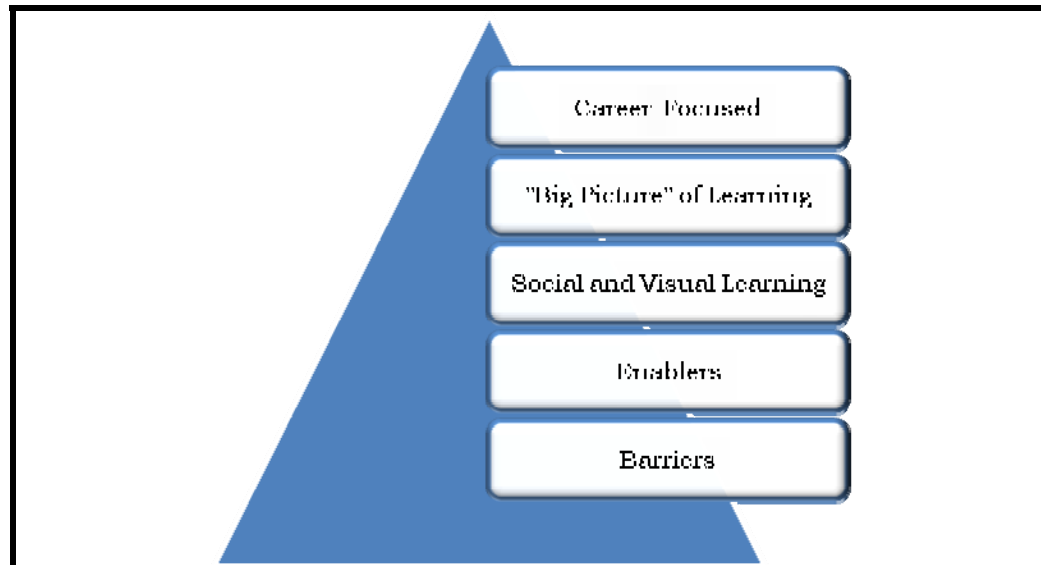 Career Focused
"Big Picture" of Learning
Social and Visual Learning
Enablers
Barriers